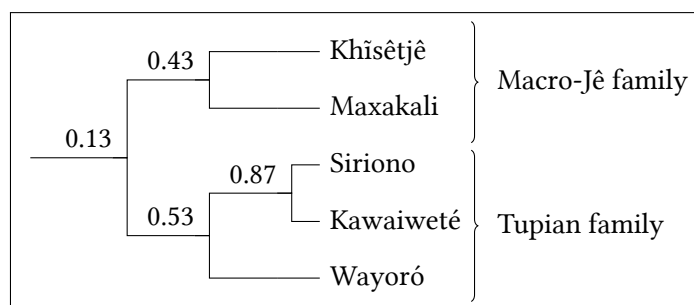 0.43
Khĩsêtjê
Macro-Jê family
Maxakali
0.13
Siriono
0.87
Kawaiweté
Tupian family
0.53
Wayoró